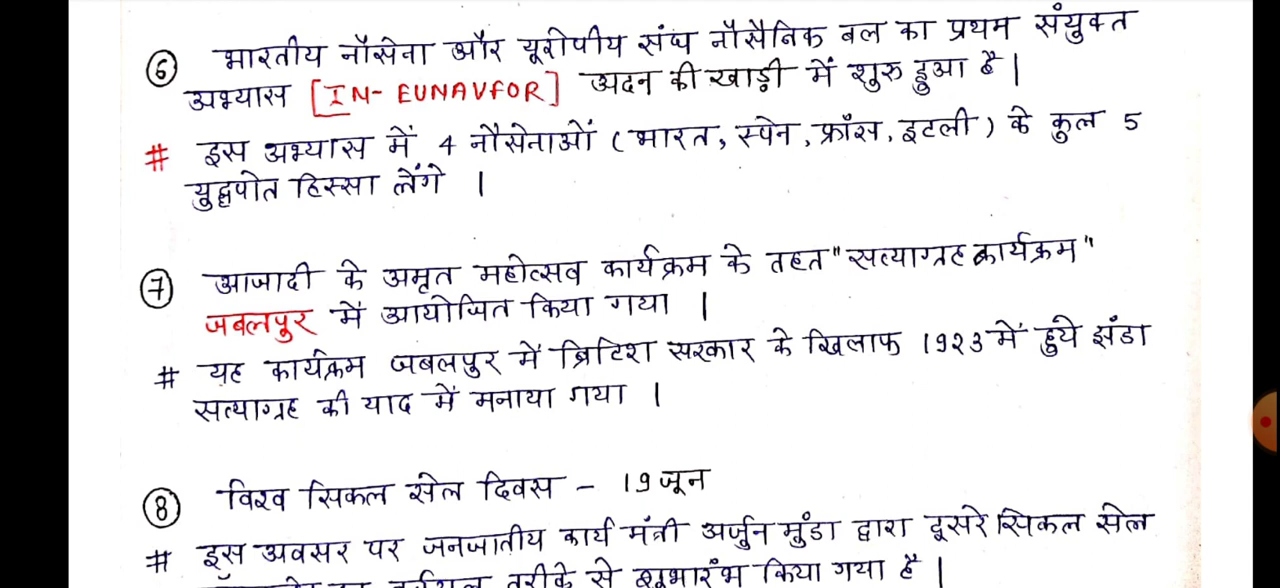 ⑥ भारतीय नौसेना और यूरोपीय संघ नौसैनिक बल का प्रथम संयुक्त
अभ्यास [IN- EUNAVFOR] अदन की खाड़ी में शुरु हुआ है |
# इस अभ्यास में 4 नौसेनाओं ( भारत, स्पेन, फ्रॉंस, इटली ) के कुल 5
युद्धपोत हिस्सा लेंगे |
⑦ आजादी के अमृत महोत्सव कार्यक्रम के तहत "सत्याग्रह कार्यक्रम"
जबलपुर में आयोजित किया गया |
# यह कार्यक्रम जबलपुर में ब्रिटिश सरकार के खिलाफ 1923 में हुये झंडा
सत्याग्रह की याद में मनाया गया |
⑧ विश्व सिकल सेल दिवस - 19 जून
# इस अवसर पर जनजातीय कार्य मंत्री अर्जुन मुंडा द्वारा दूसरे सिकल सेल
तरीके से शुभारंभ किया गया है |